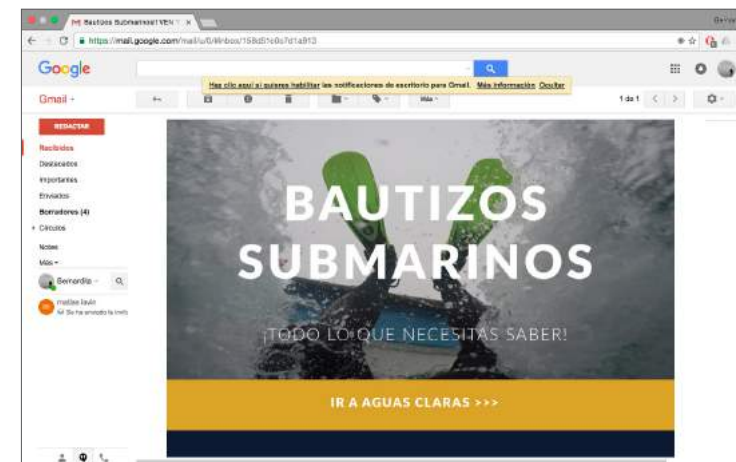 Bautizos Submarinos! VEN
https://mail.google.com/mail/u/0/#inbox/
Google
Haz clic aquí si quieres habilitar las notificaciones de escritorio para Gmail. Más información Ocultar
Gmail
Más
1 de 1
REDACTAR
Recibidos
Destacados
Importantes
Enviados
Borradores (4)
Círculos
Notes
Más
Bernardita
matias lavin
Se ha enviado la invit
BAUTIZOS
SUBMARINOS
¡TODO LO QUE NECESITAS SABER!
IR A AGUAS CLARAS >>>